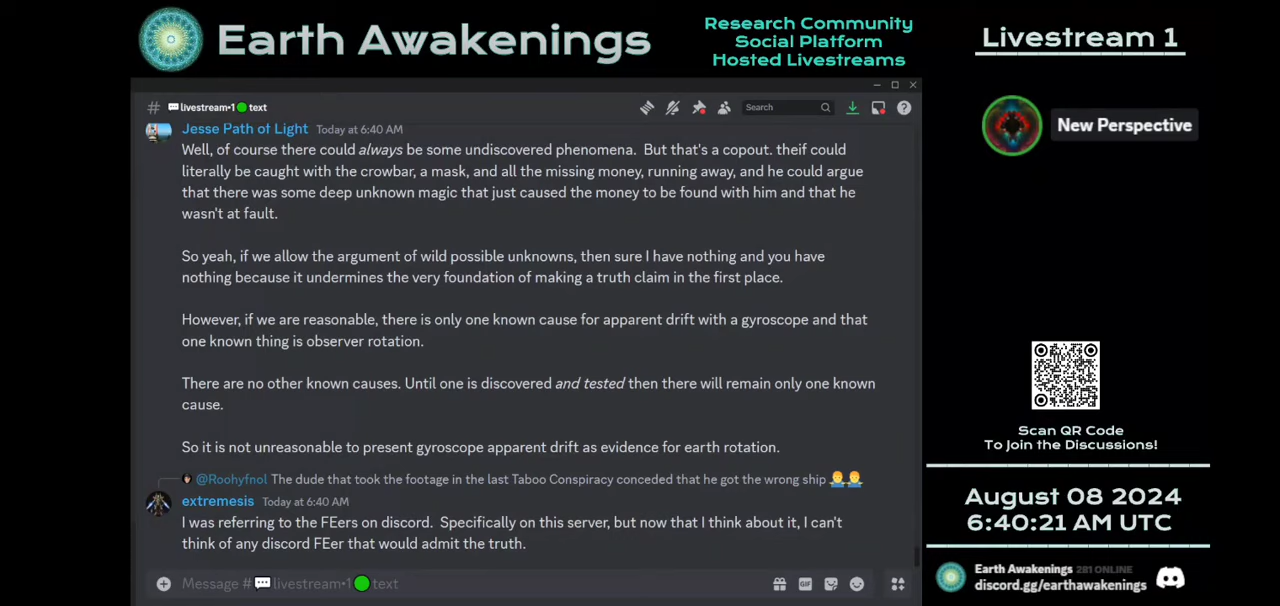 Earth Awakenings
Research Community
Social Platform
Hosted Livestreams
Livestream 1
# livestream•1 text
Search
New Perspective
Jesse Path of Light Today at 6:40 AM
Well, of course there could always be some undiscovered phenomena. But that's a copout. theif could
literally be caught with the crowbar, a mask, and all the missing money, running away, and he could argue
that there was some deep unknown magic that just caused the money to be found with him and that he
wasn't at fault.
So yeah, if we allow the argument of wild possible unknowns, then sure I have nothing and you have
nothing because it undermines the very foundation of making a truth claim in the first place.
However, if we are reasonable, there is only one known cause for apparent drift with a gyroscope and that
one known thing is observer rotation.
There are no other known causes. Until one is discovered and tested then there will remain only one known
cause.
So it is not unreasonable to present gyroscope apparent drift as evidence for earth rotation.
@Roohyfnol The dude that took the footage in the last Taboo Conspiracy conceded that he got the wrong ship
extremesis Today at 6:40 AM
I was referring to the FEers on discord. Specifically on this server, but now that I think about it, I can't
think of any discord FEer that would admit the truth.
Message # livestream•1 text
GIF
Scan QR Code
To Join the Discussions!
August 08 2024
6:40:21 AM UTC
Earth Awakenings 281 ONLINE
discord.gg/earthawakenings